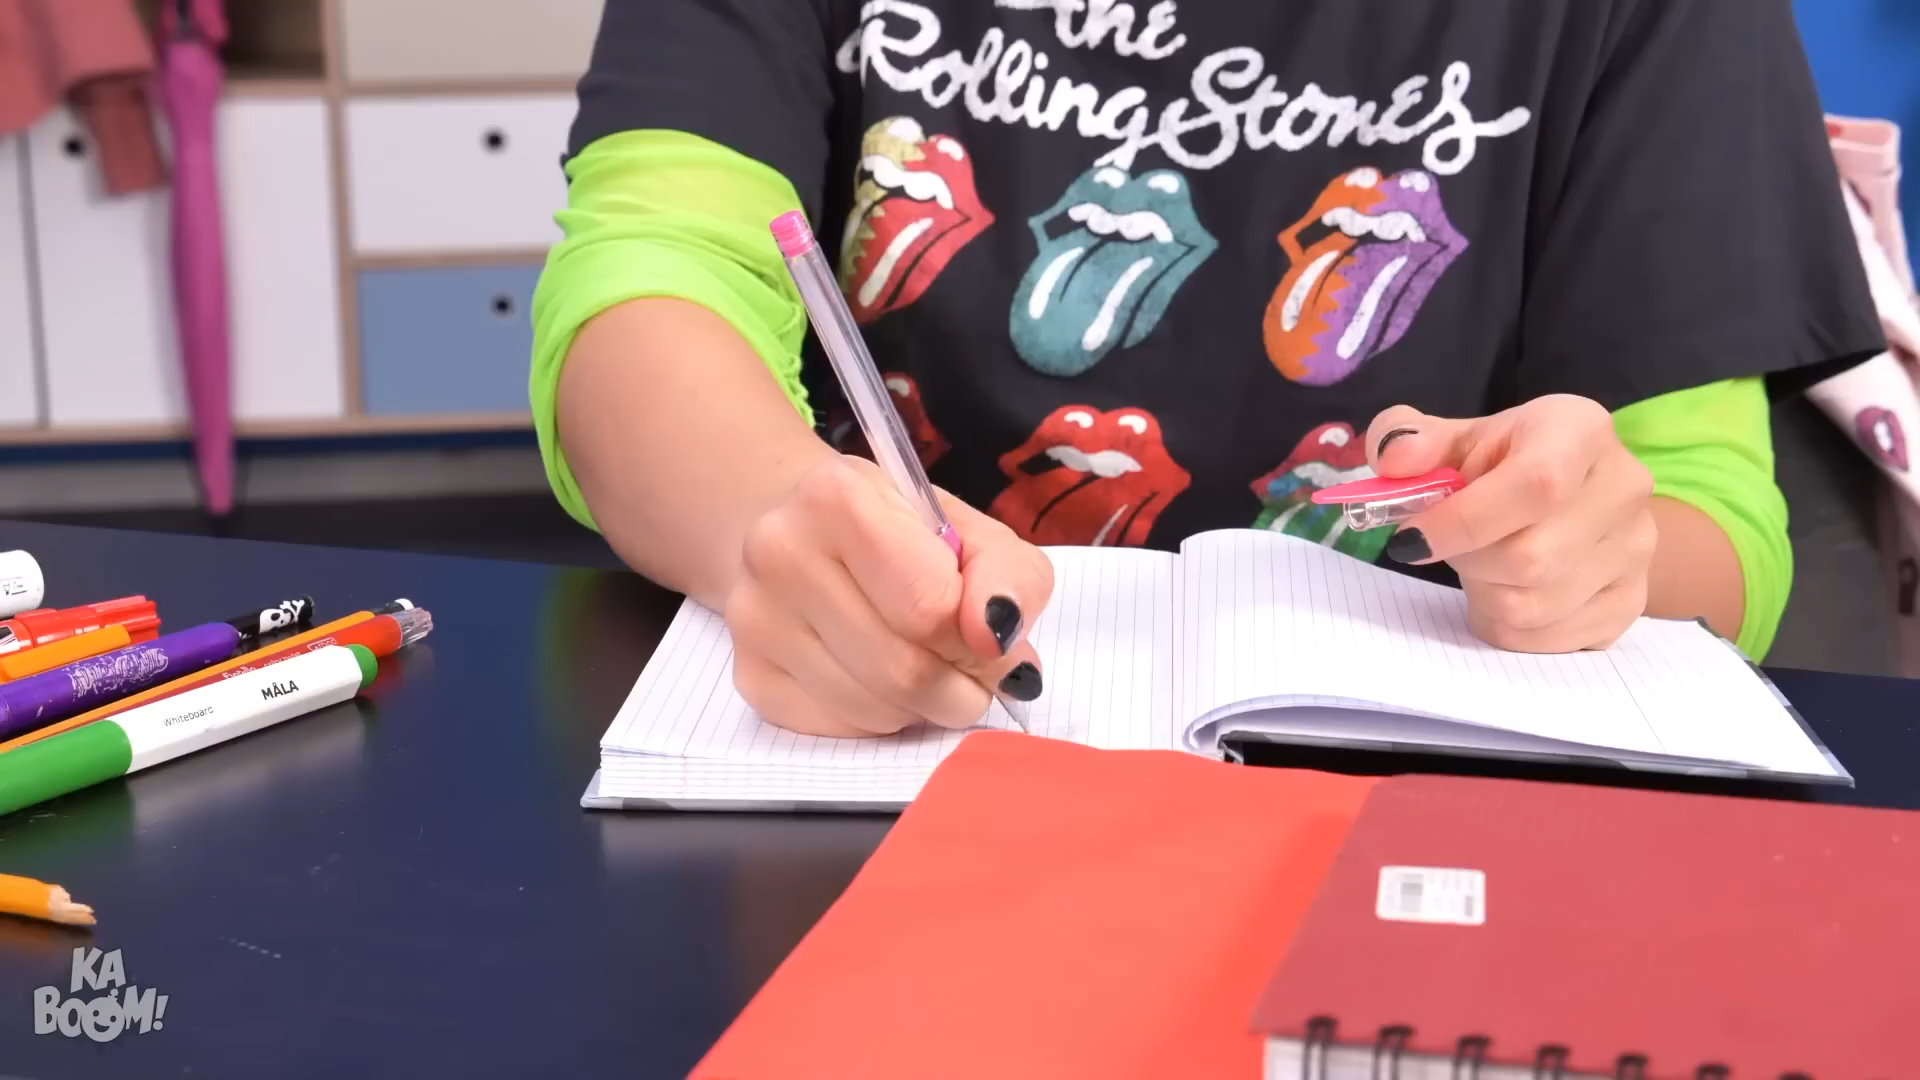 the
Rolling Stones
MÅLA
Whiteboard
KA
BOOM!